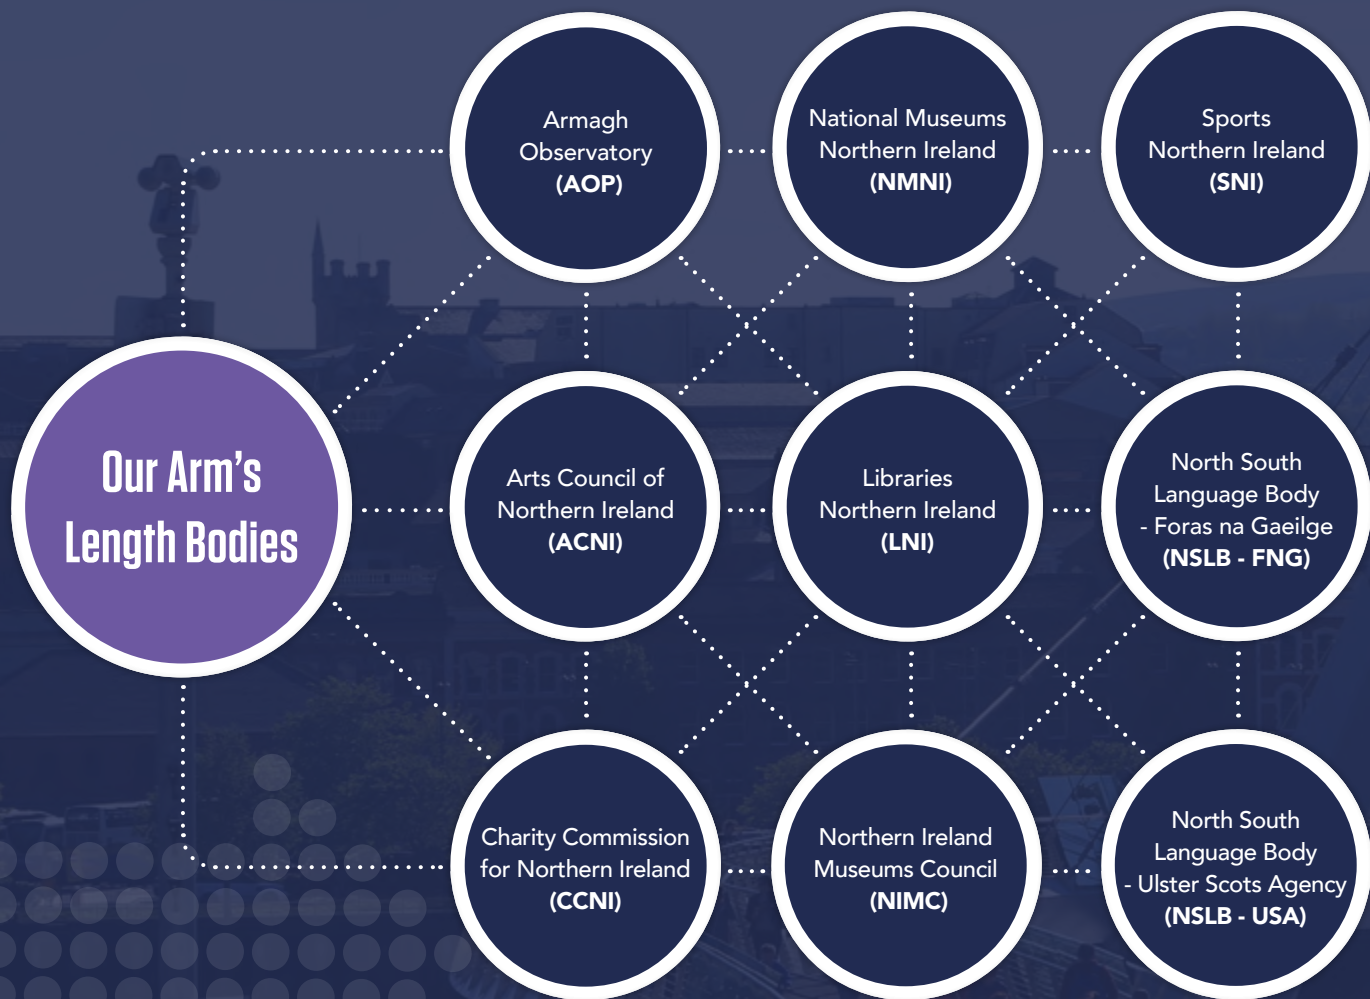 Our Arm's
Length Bodies
Armagh
Observatory
(AOP)
National Museums
Northern Ireland
(NMNI)
Sports
Northern Ireland
(SNI)
Arts Council of
Northern Ireland
(ACNI)
Libraries
Northern Ireland
(LNI)
North South
Language Body
- Foras na Gaeilge
(NSLB - FNG)
Charity Commission
for Northern Ireland
(CCNI)
Northern Ireland
Museums Council
(NIMC)
North South
Language Body
- Ulster Scots Agency
(NSLB - USA)